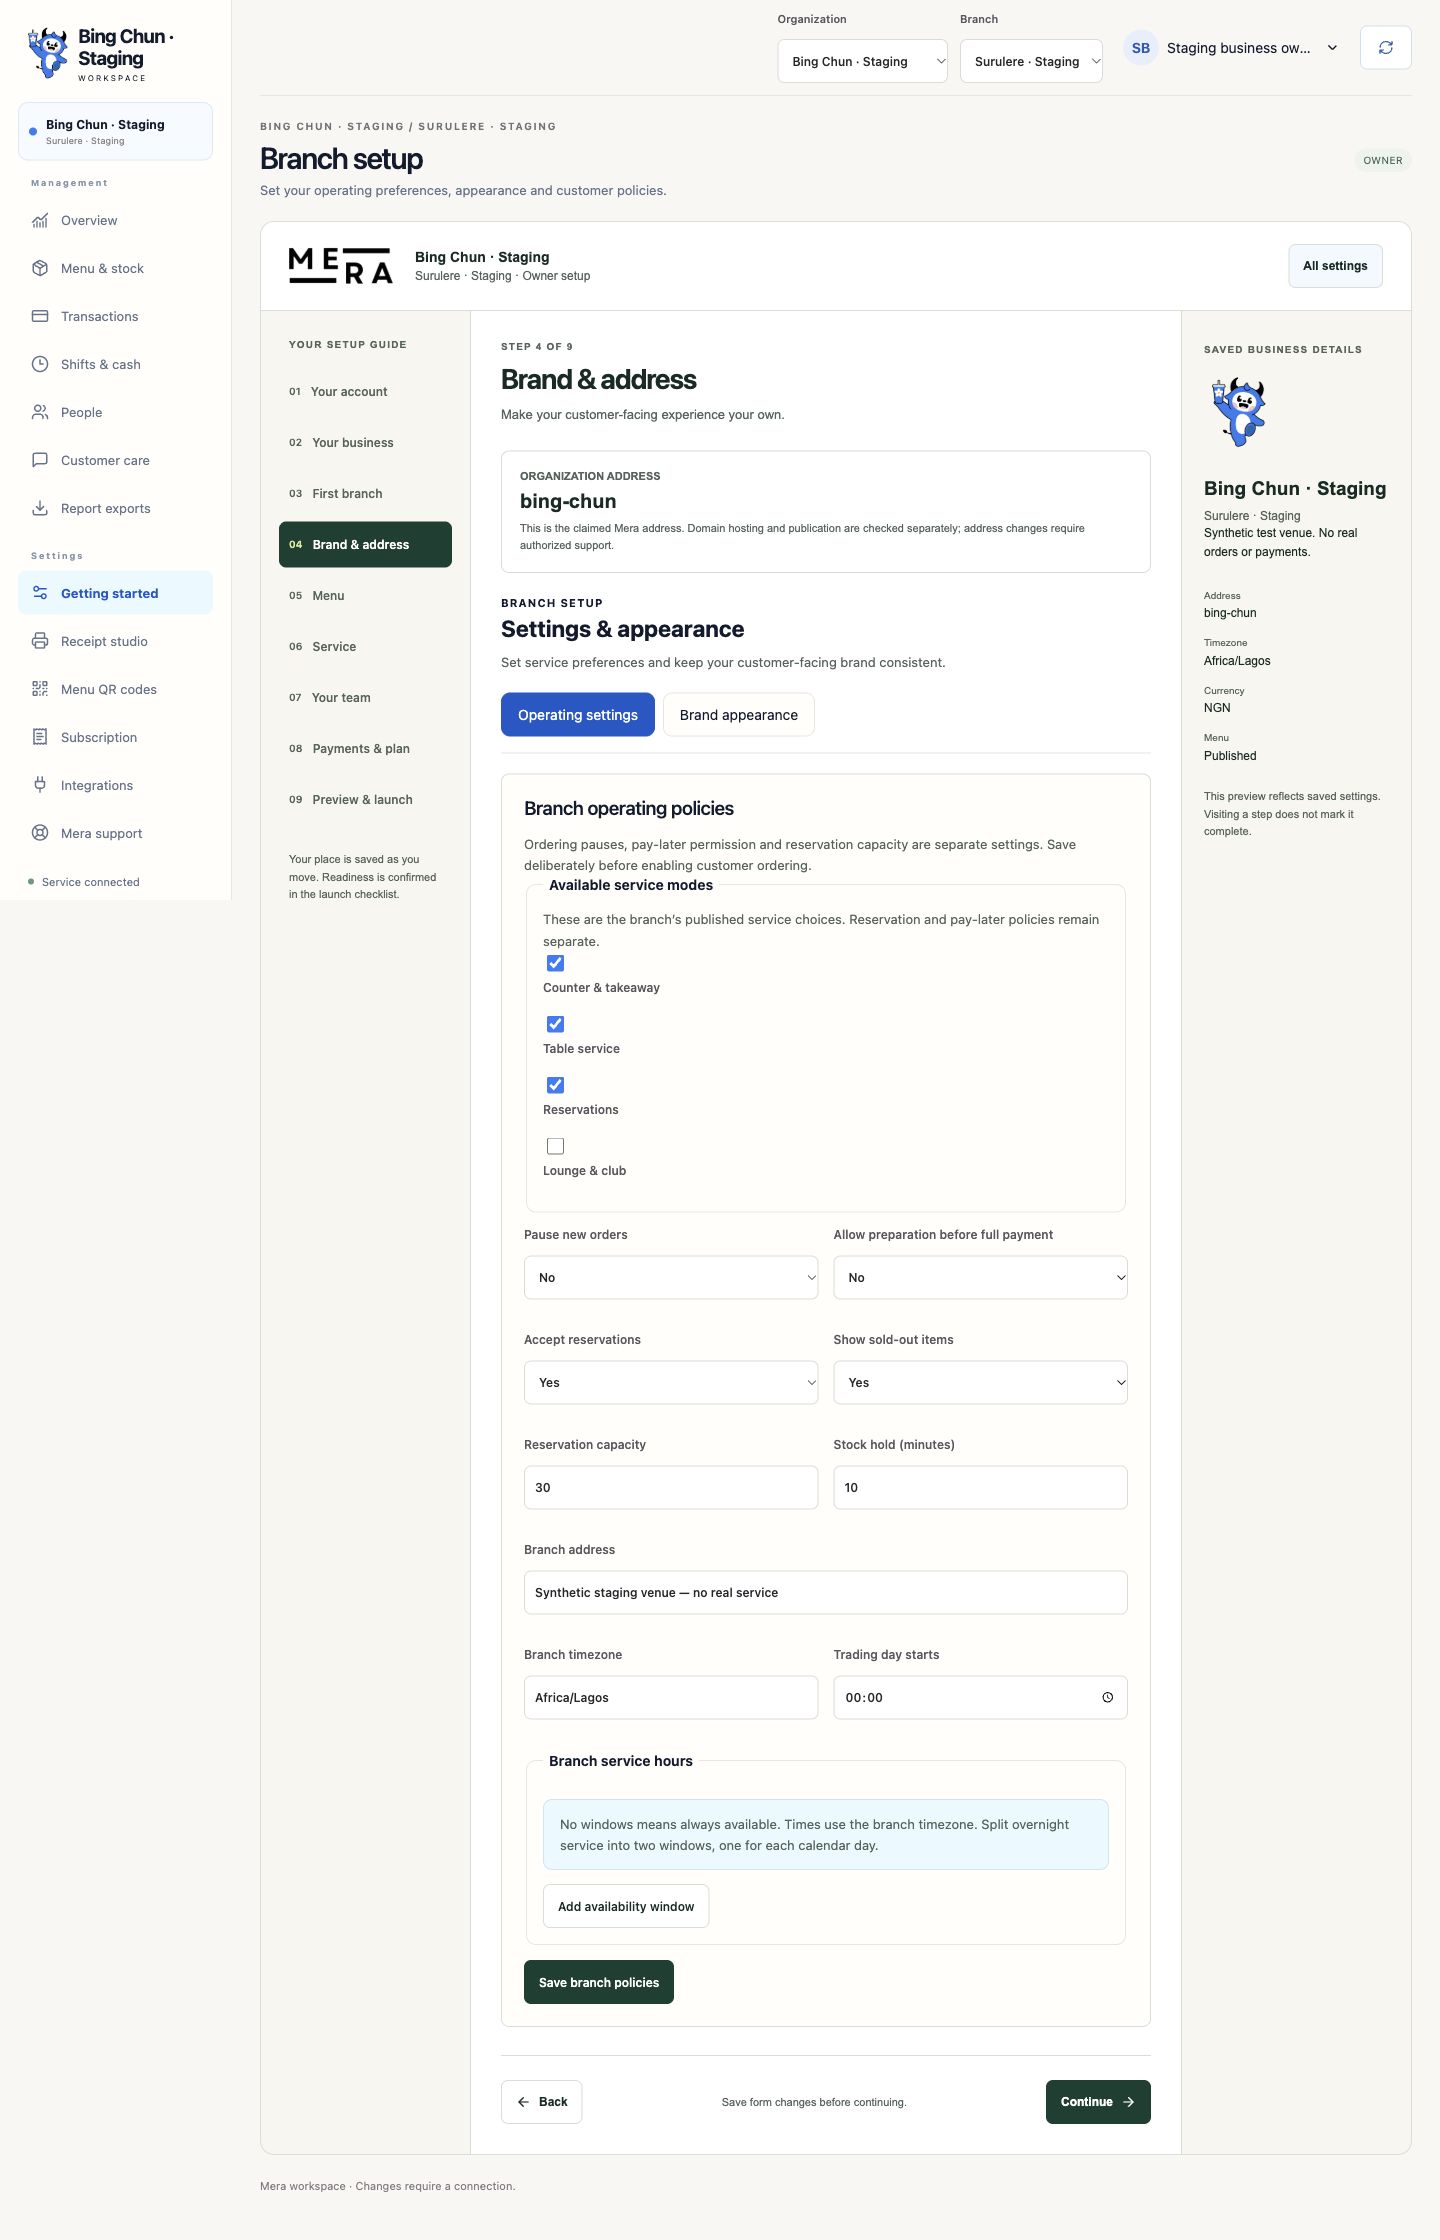 Bing Chun ·
Staging
WORKSPACE
Bing Chun · Staging
Surulere · Staging
Management
Overview
Menu & stock
Transactions
Shifts & cash
People
Customer care
Report exports
Settings
Getting started
Receipt studio
Menu QR codes
Subscription
Integrations
Mera support
Service connected
Organization
Branch
Bing Chun · Staging
Surulere · Staging
SB
Staging business ow...
BING CHUN · STAGING / SURULERE · STAGING
Branch setup
OWNER
Set your operating preferences, appearance and customer policies.
MERA
Bing Chun · Staging
Surulere · Staging · Owner setup
All settings
YOUR SETUP GUIDE
01 Your account
02 Your business
03 First branch
04 Brand & address
05 Menu
06 Service
07 Your team
08 Payments & plan
09 Preview & launch
Your place is saved as you
move. Readiness is confirmed
in the launch checklist.
STEP 4 OF 9
Brand & address
Make your customer-facing experience your own.
ORGANIZATION ADDRESS
bing-chun
This is the claimed Mera address. Domain hosting and publication are checked separately; address changes require
authorized support.
BRANCH SETUP
Settings & appearance
Set service preferences and keep your customer-facing brand consistent.
Operating settings
Brand appearance
Branch operating policies
Ordering pauses, pay-later permission and reservation capacity are separate settings. Save
deliberately before enabling customer ordering.
Available service modes
These are the branch’s published service choices. Reservation and pay-later policies remain
separate.
Counter & takeaway
Table service
Reservations
Lounge & club
Pause new orders
Allow preparation before full payment
No
No
Accept reservations
Show sold-out items
Yes
Yes
Reservation capacity
Stock hold (minutes)
30
10
Branch address
Synthetic staging venue — no real service
Branch timezone
Trading day starts
Africa/Lagos
00:00
Branch service hours
No windows means always available. Times use the branch timezone. Split overnight
service into two windows, one for each calendar day.
Add availability window
Save branch policies
Back
Save form changes before continuing.
Continue
SAVED BUSINESS DETAILS
Bing Chun · Staging
Surulere · Staging
Synthetic test venue. No real
orders or payments.
Address
bing-chun
Timezone
Africa/Lagos
Currency
NGN
Menu
Published
This preview reflects saved settings.
Visiting a step does not mark it
complete.
Mera workspace · Changes require a connection.